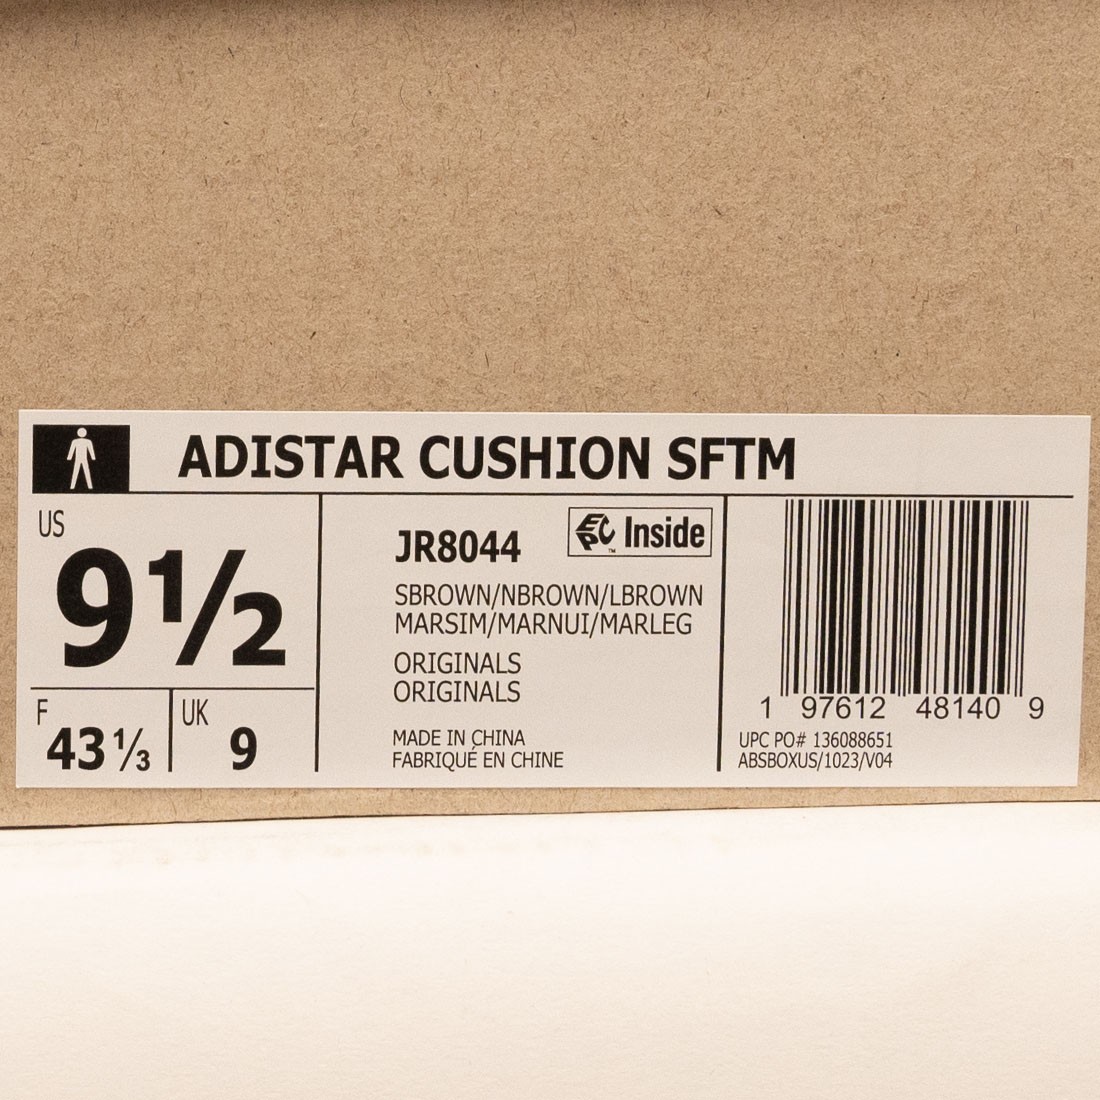 ADISTAR CUSHION SFTM
US
9½
F
43⅓
UK
9
JR8044
EPC™ Inside
SBROWN/NBROWN/LBROWN
MARSIM/MARNUI/MARLEG
ORIGINALS
ORIGINALS
MADE IN CHINA
FABRIQUÉ EN CHINE
1 97612 48140 9
UPC PO# 136088651
ABSBOXUS/1023/V04